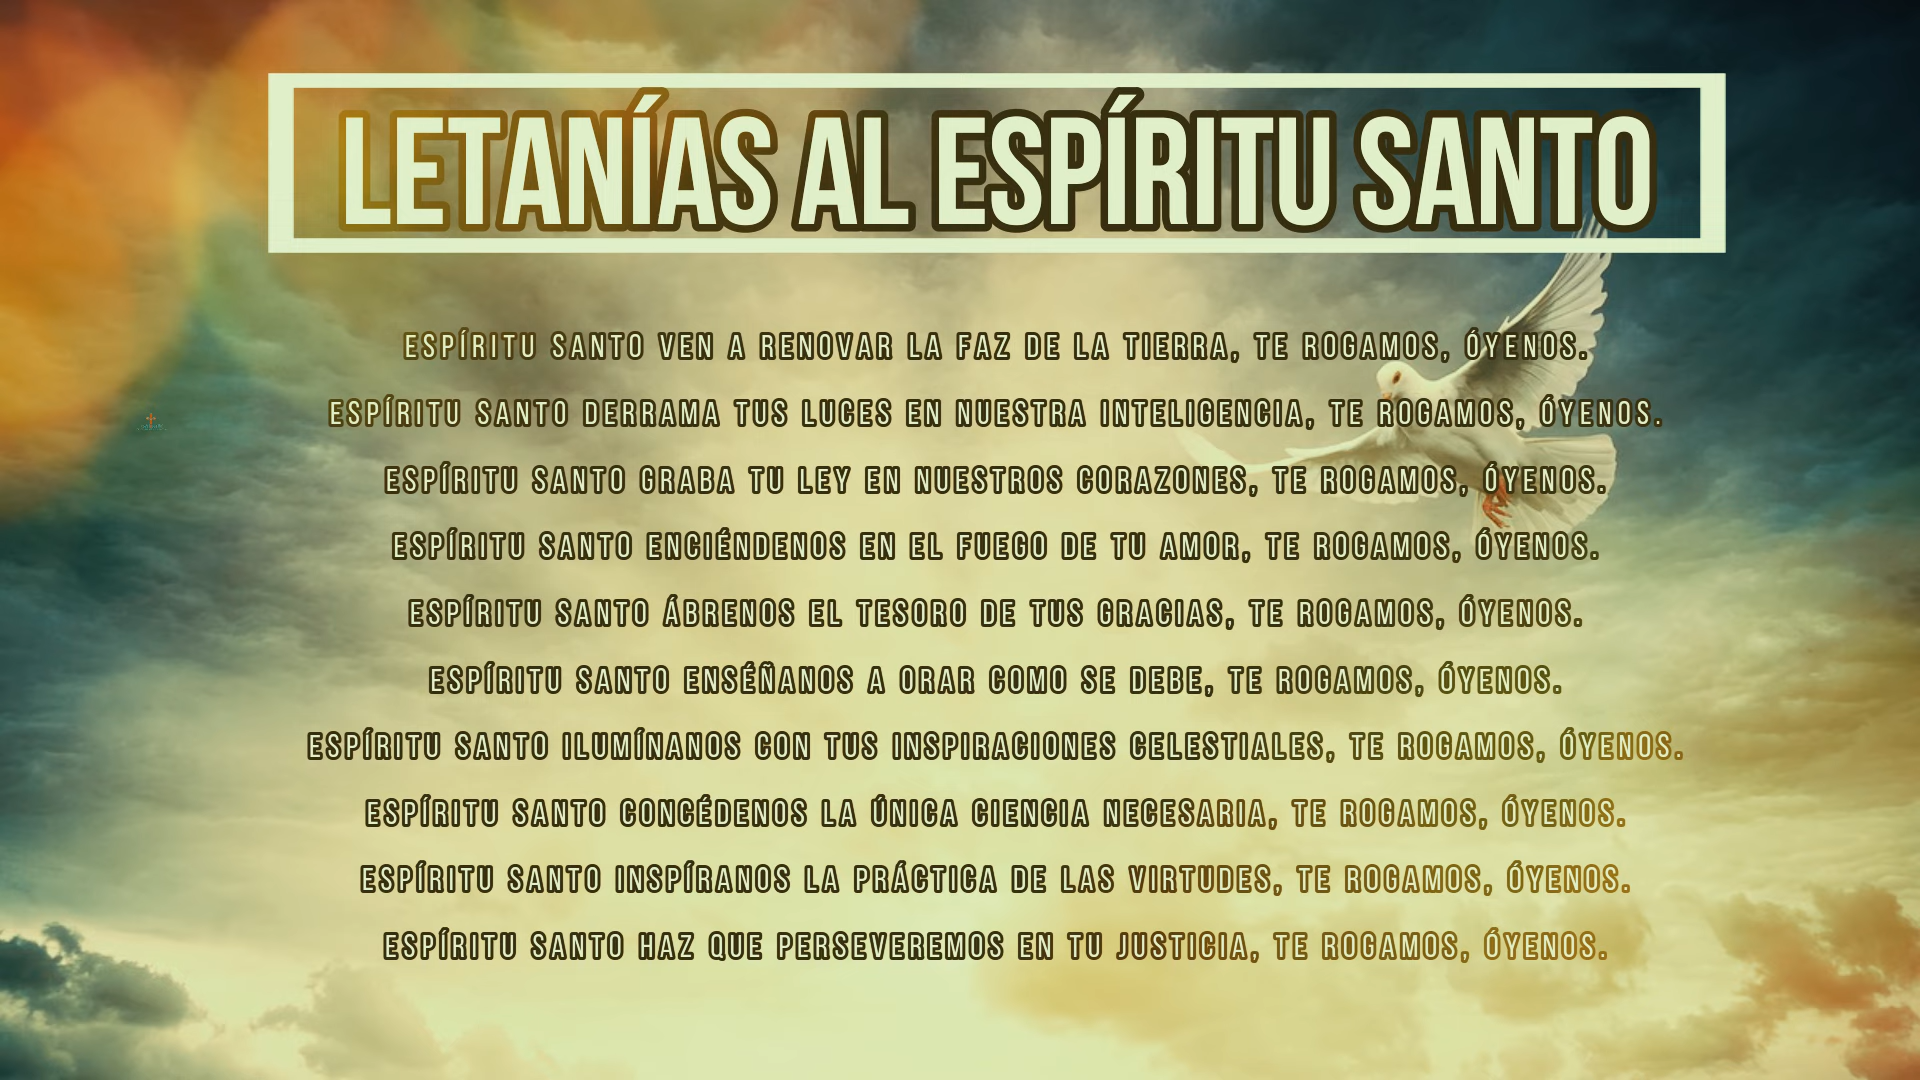 LETANÍAS AL ESPÍRITU SANTO
ESPÍRITU SANTO VEN A RENOVAR LA FAZ DE LA TIERRA, TE ROGAMOS, ÓYENOS.
ESPÍRITU SANTO DERRAMA TUS LUCES EN NUESTRA INTELIGENCIA, TE ROGAMOS, ÓYENOS.
ESPÍRITU SANTO GRABA TU LEY EN NUESTROS CORAZONES, TE ROGAMOS, ÓYENOS.
ESPÍRITU SANTO ENCIÉNDENOS EN EL FUEGO DE TU AMOR, TE ROGAMOS, ÓYENOS.
ESPÍRITU SANTO ÁBRENOS EL TESORO DE TUS GRACIAS, TE ROGAMOS, ÓYENOS.
ESPÍRITU SANTO ENSÉÑANOS A ORAR COMO SE DEBE, TE ROGAMOS, ÓYENOS.
ESPÍRITU SANTO ILUMÍNANOS CON TUS INSPIRACIONES CELESTIALES, TE ROGAMOS, ÓYENOS.
ESPÍRITU SANTO CONCÉDENOS LA ÚNICA CIENCIA NECESARIA, TE ROGAMOS, ÓYENOS.
ESPÍRITU SANTO INSPÍRANOS LA PRÁCTICA DE LAS VIRTUDES, TE ROGAMOS, ÓYENOS.
ESPÍRITU SANTO HAZ QUE PERSEVEREMOS EN TU JUSTICIA, TE ROGAMOS, ÓYENOS.